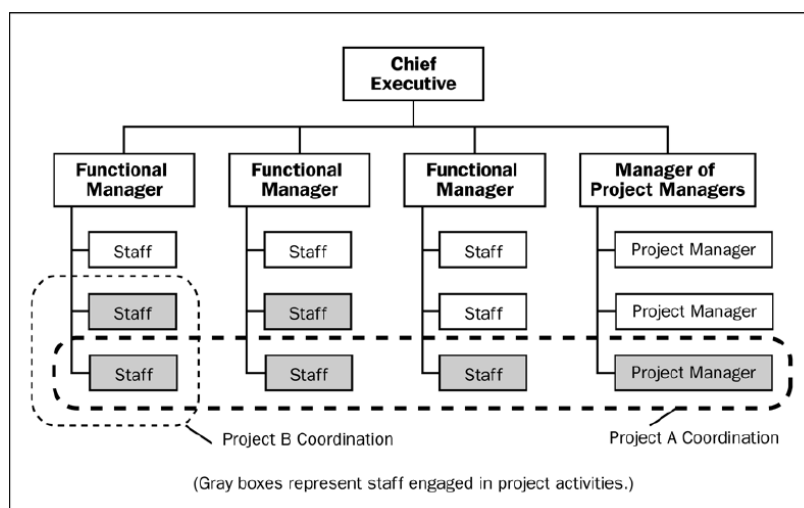 Chief
Executive
Functional
Manager
Functional
Manager
Functional
Manager
Manager of
Project Managers
Staff
Staff
Staff
Project Manager
Staff
Staff
Staff
Project Manager
Staff
Staff
Staff
Project Manager
Project B Coordination
Project A Coordination
(Gray boxes represent staff engaged in project activities.)